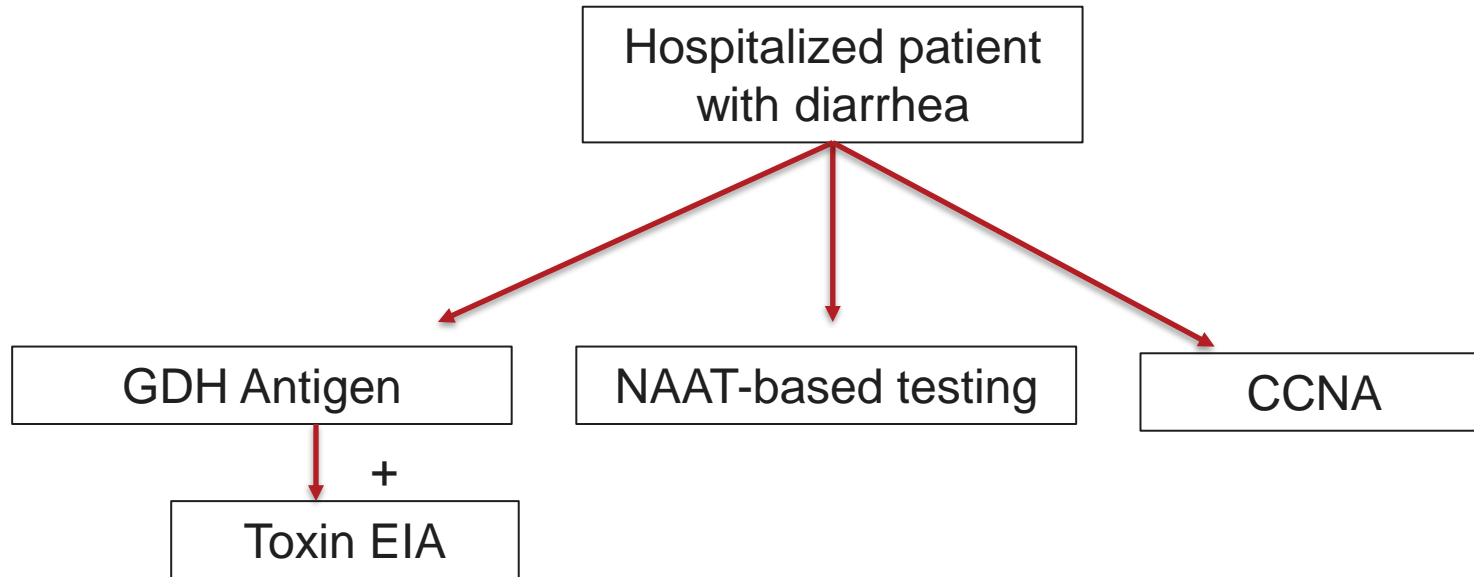 Hospitalized patient
with diarrhea
GDH Antigen
NAAT-based testing
CCNA
+
Toxin EIA